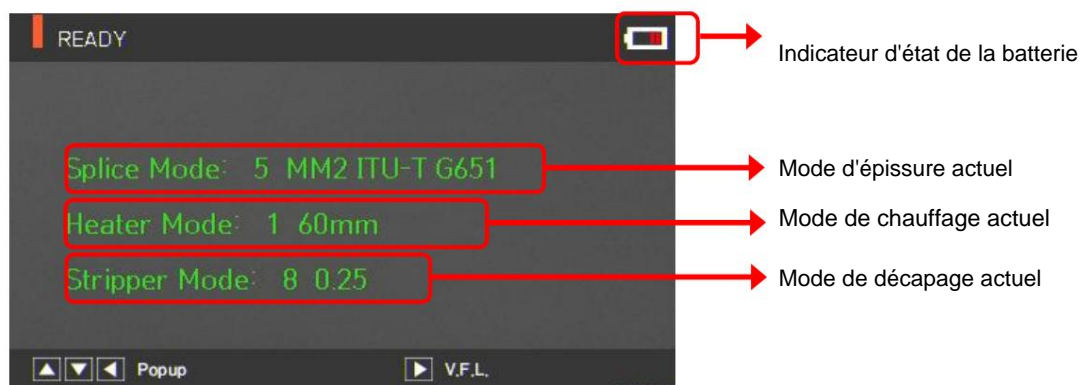 READY
Indicateur d'état de la batterie
Splice Mode: 5 MM2 ITU-T G651
Mode d'épissure actuel
Heater Mode: 1 60mm
Mode de chauffage actuel
Stripper Mode: 8 0.25
Mode de décapage actuel
Popup
V.F.L.